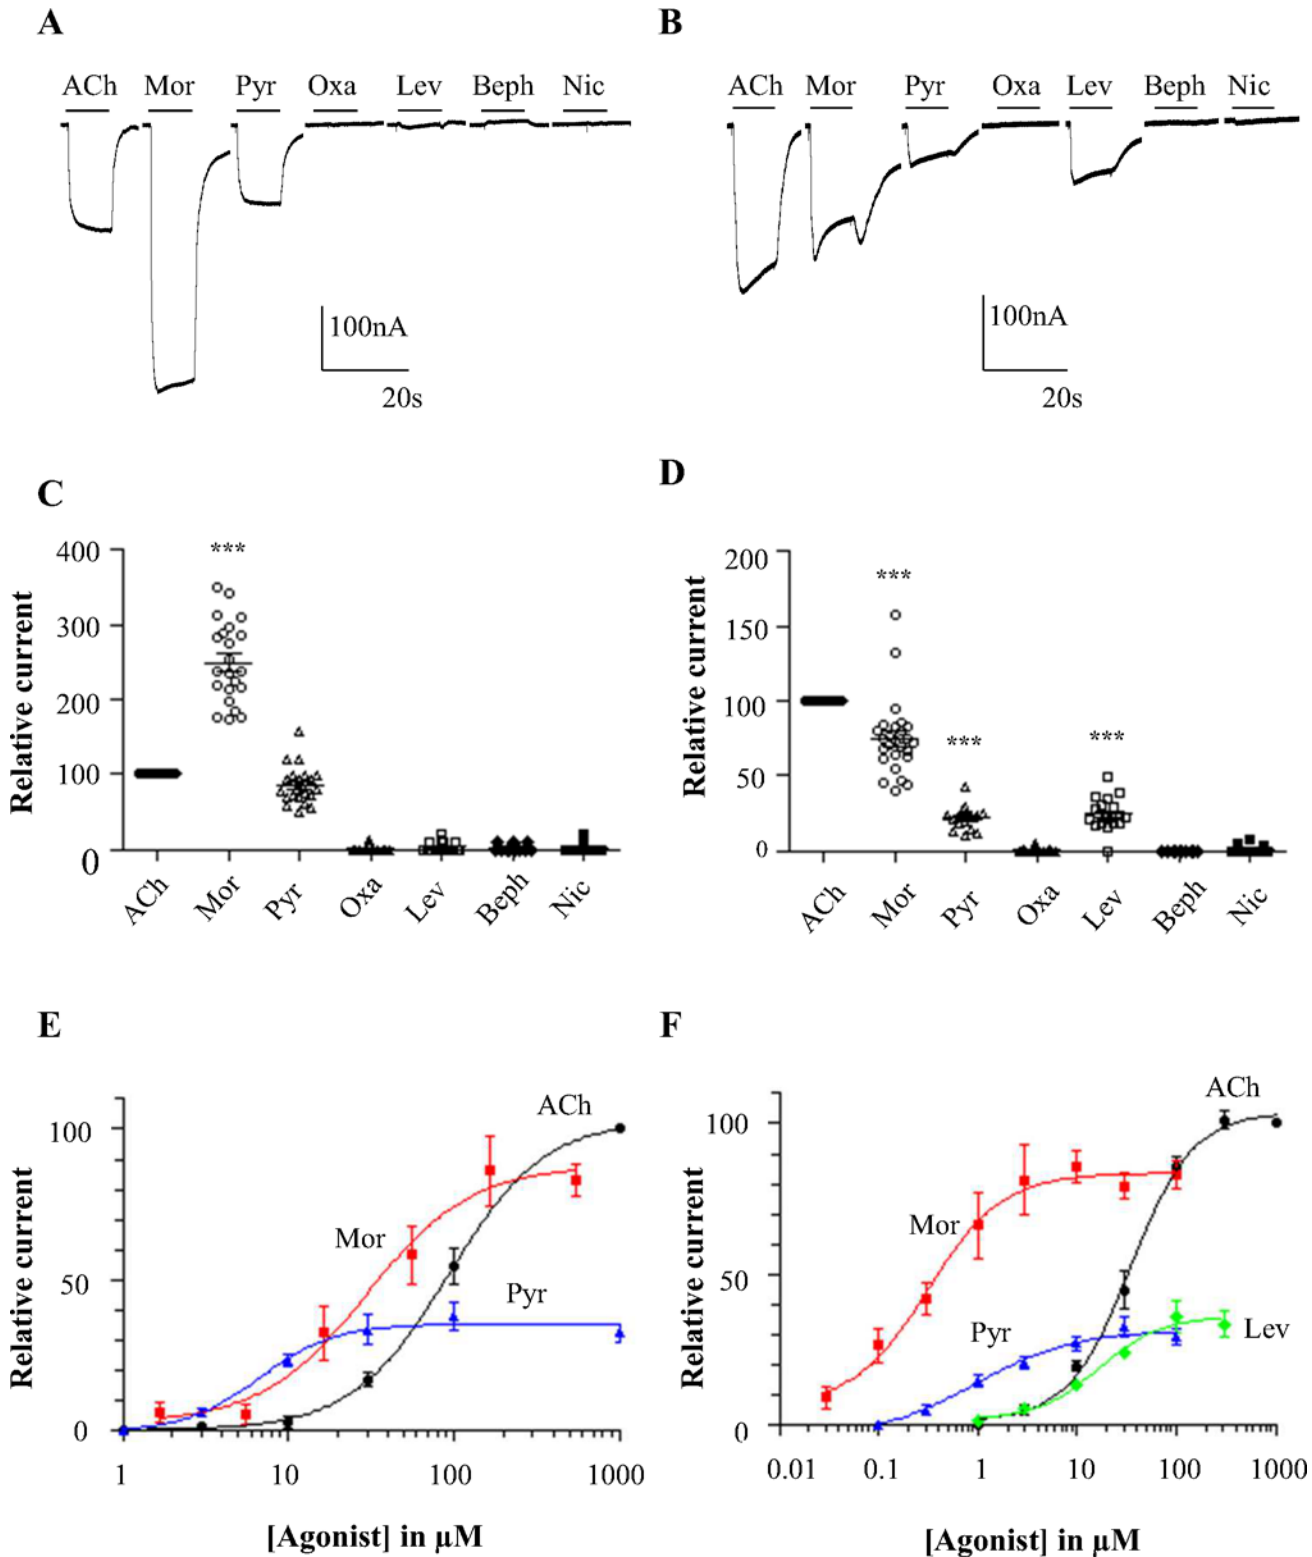 A
B
ACh Mor Pyr Oxa Lev Beph Nic
ACh Mor Pyr Oxa Lev Beph Nic
100nA
20s
100nA
20s
C
D
Relative current
400
300
200
100
0
***
ACh Mor Pyr Oxa Lev Beph Nic
Relative current
200
150
100
50
0
***
***
***
ACh Mor Pyr Oxa Lev Beph Nic
E
F
Relative current
100
50
0
ACh
Mor
Pyr
1 10 100 1000
[Agonist] in µM
Relative current
100
50
0
ACh
Mor
Pyr
Lev
0.01 0.1 1 10 100 1000
[Agonist] in µM